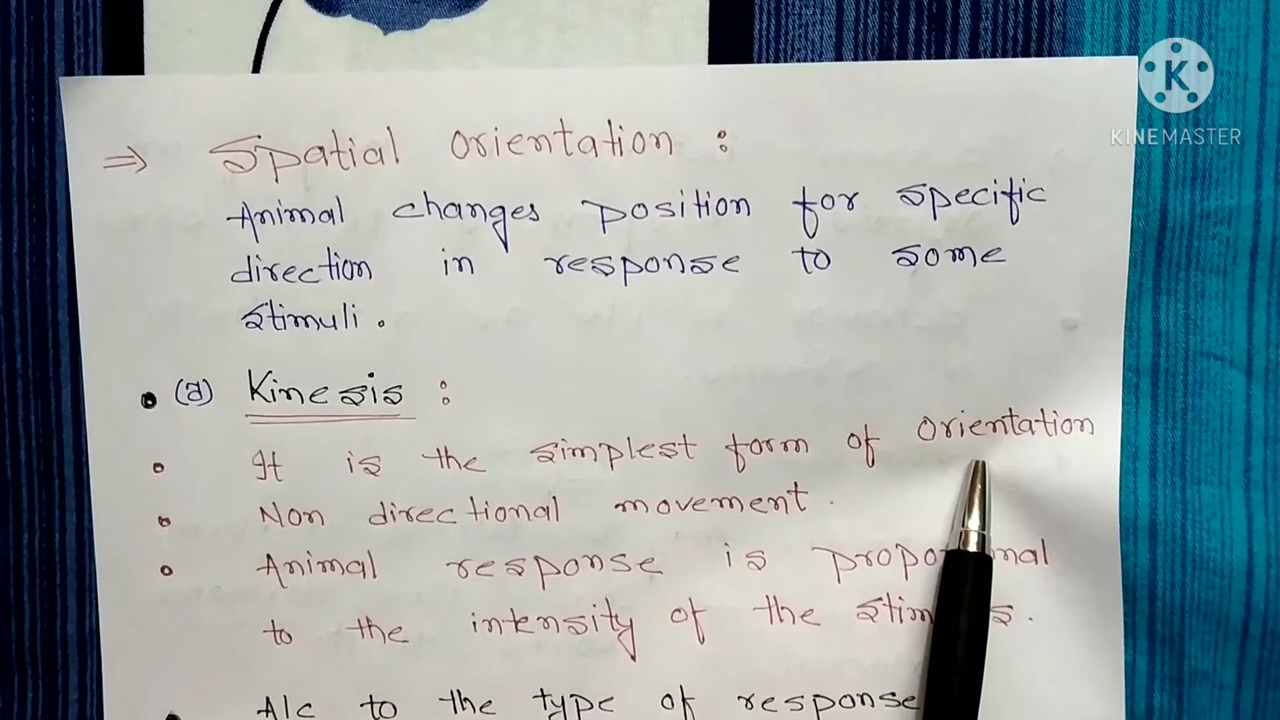 K
KINEMASTER
⇒ Spatial Orientation :
Animal changes position for specific
direction in response to some
stimuli.
• (a) Kinesis :
• It is the simplest form of orientation
• Non directional movement.
• Animal response is
to the intensity of the
• A/c to the type of response